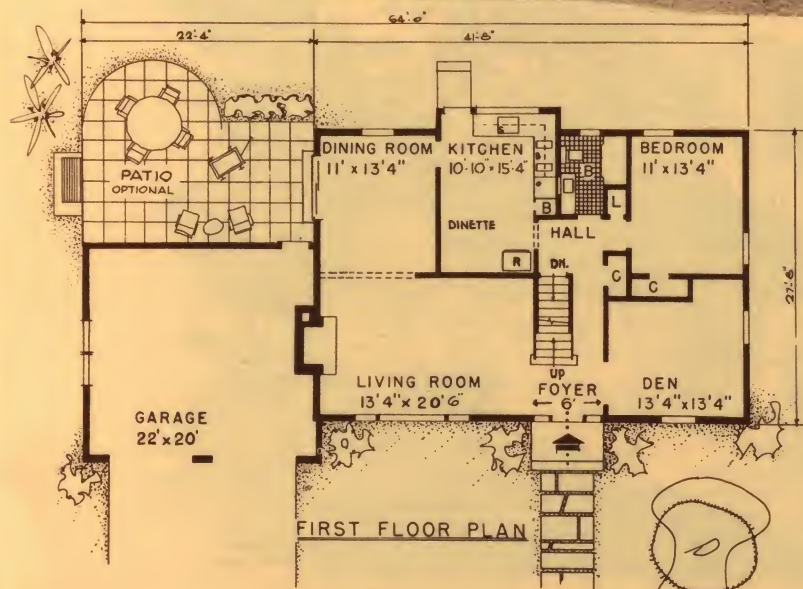 64'-0"
22'-4"
41'-8"
PATIO
OPTIONAL
DINING ROOM
11' x 13'4"
KITCHEN
10'-10" x 15'-4"
S
B
B
BEDROOM
11' x 13'4"
L
DINETTE
HALL
R
DN.
C
C
27'-8"
UP
LIVING ROOM
13'4" x 20'6"
FOYER
6'
DEN
13'4" x 13'4"
GARAGE
22' x 20'
FIRST FLOOR PLAN